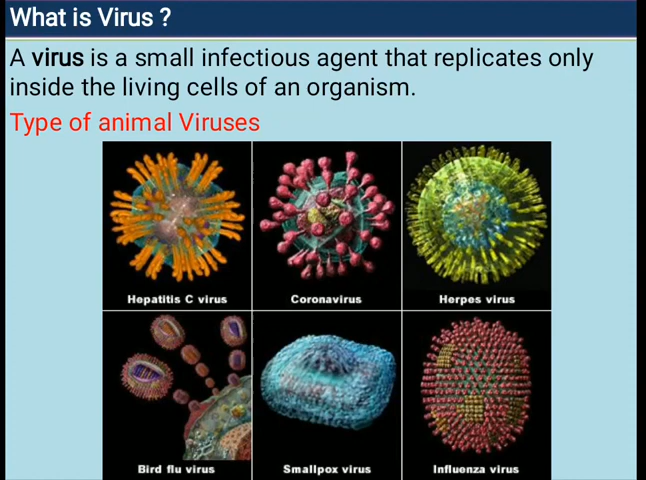 What is Virus ?
A virus is a small infectious agent that replicates only
inside the living cells of an organism.
Type of animal Viruses
Hepatitis C virus
Coronavirus
Herpes virus
Bird flu virus
Smallpox virus
Influenza virus